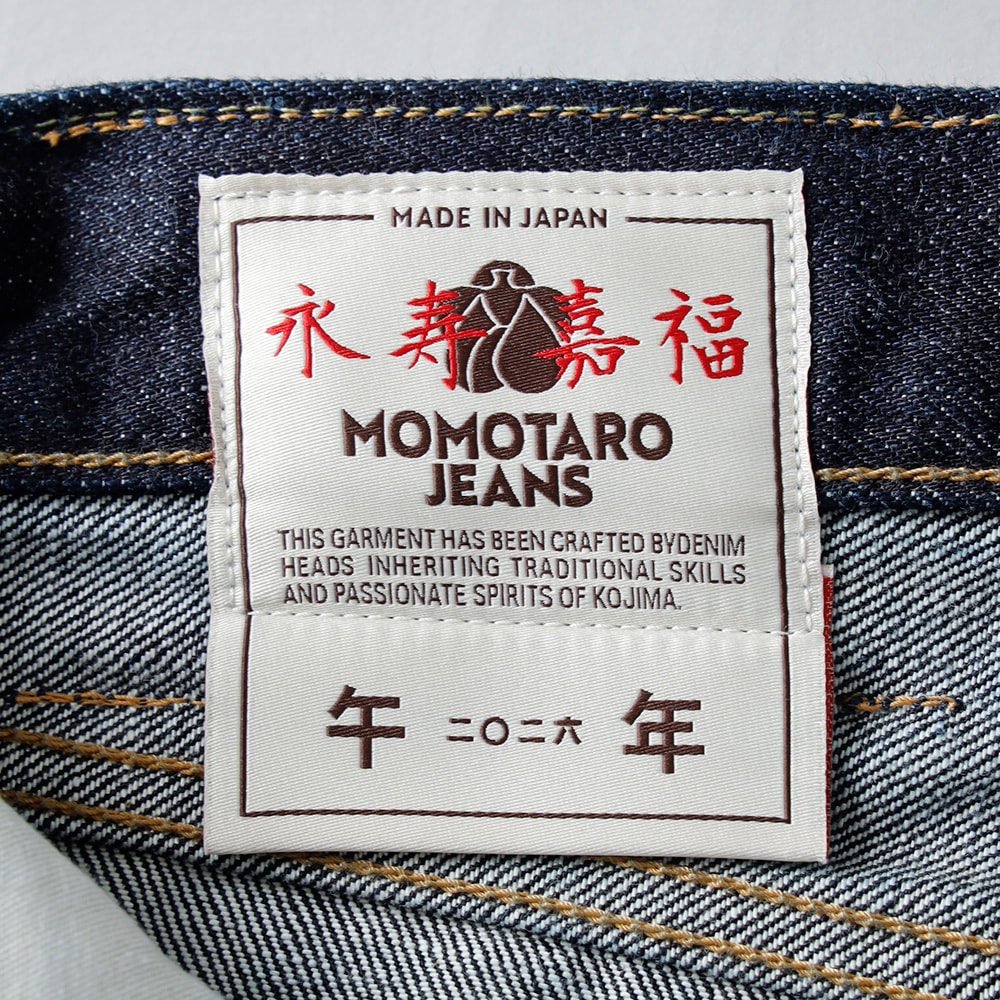 MADE IN JAPAN
永寿嘉福
MOMOTARO
JEANS
THIS GARMENT HAS BEEN CRAFTED BYDENIM
HEADS INHERITING TRADITIONAL SKILLS
AND PASSIONATE SPIRITS OF KOJIMA.
午 二〇二六 年